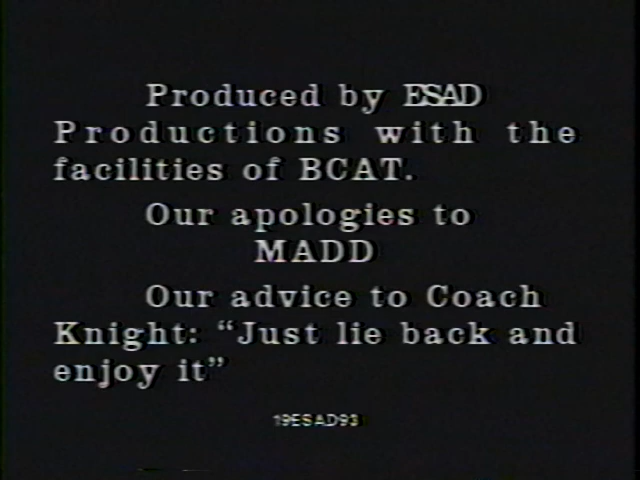 Produced by ESAD
Productions with the
facilities of BCAT.
Our apologies to
MADD
Our advice to Coach
Knight: “Just lie back and
enjoy it”
19ESAD93